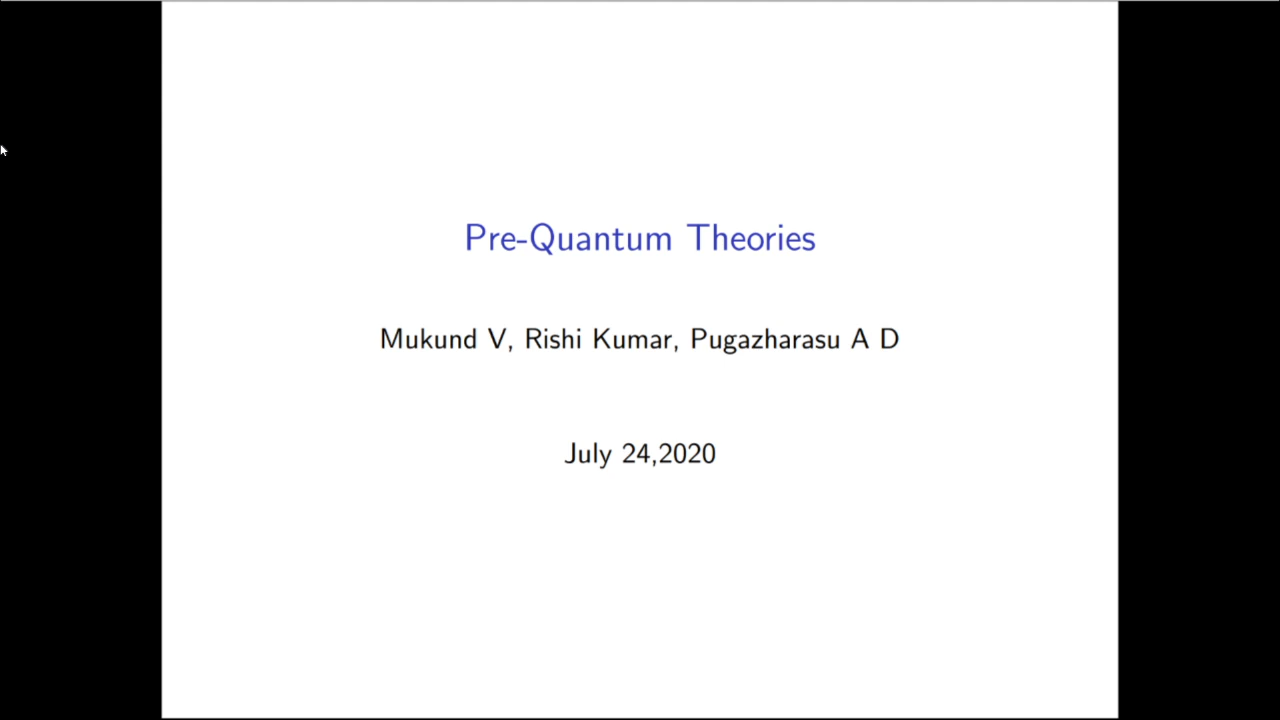 Pre-Quantum Theories
Mukund V, Rishi Kumar, Pugazharasu A D
July 24,2020